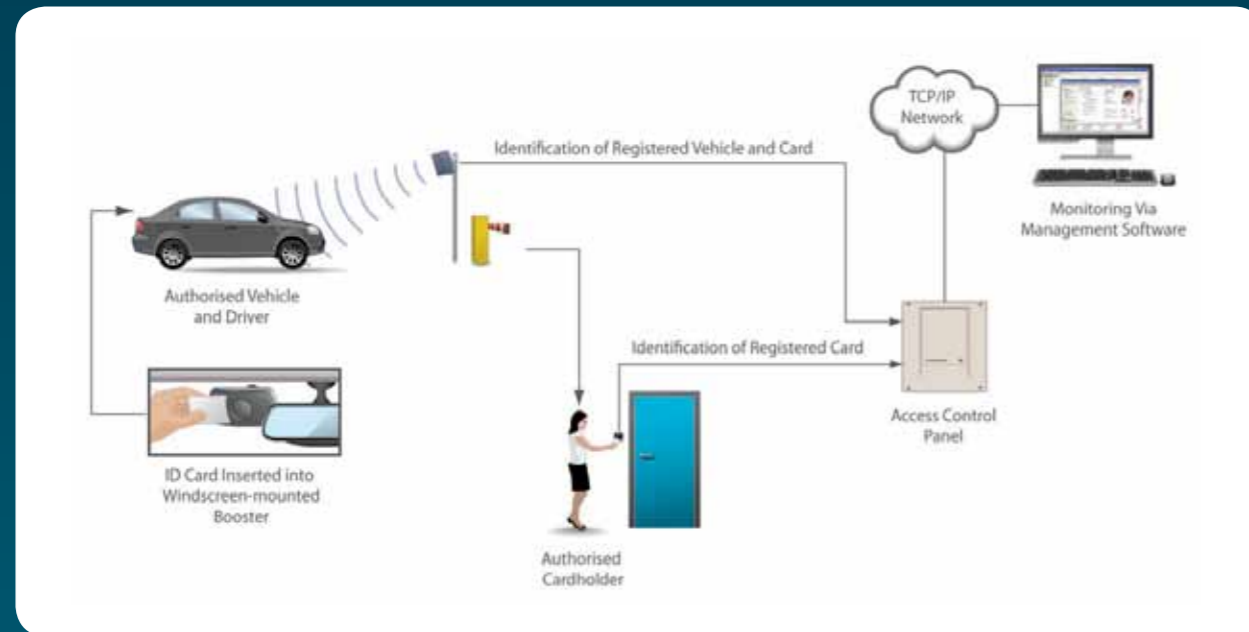 TCP/IP
Network
Identification of Registered Vehicle and Card
Monitoring Via
Management Software
Authorised Vehicle
and Driver
Identification of Registered Card
Access Control
Panel
ID Card Inserted into
Windscreen-mounted
Booster
Authorised
Cardholder